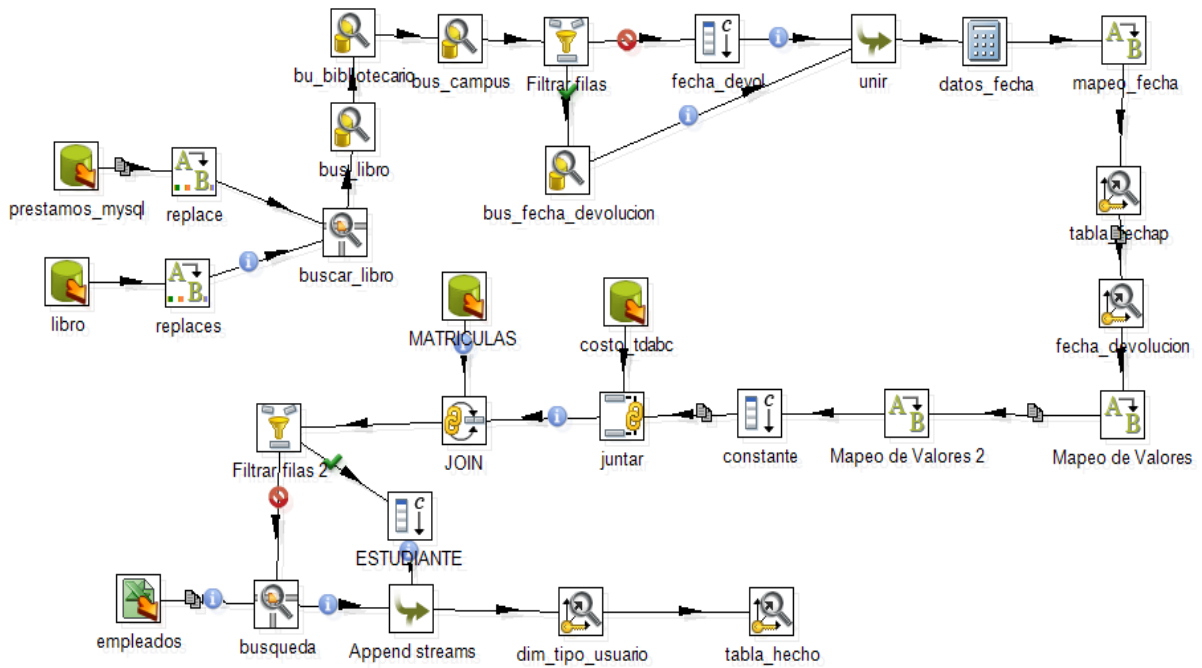 bu_bibliotecario
bus_campus
Filtrar filas
fecha_devol
unir
datos_fecha
mapeo_fecha
bus_libro
prestamos_mysql
replace
bus_fecha_devolucion
tabla_fechap
buscar_libro
libro
replaces
MATRICULAS
costo_tdabc
fecha_devolucion
Filtrar filas 2
JOIN
juntar
constante
Mapeo de Valores 2
Mapeo de Valores
ESTUDIANTE
empleados
busqueda
Append streams
dim_tipo_usuario
tabla_hecho